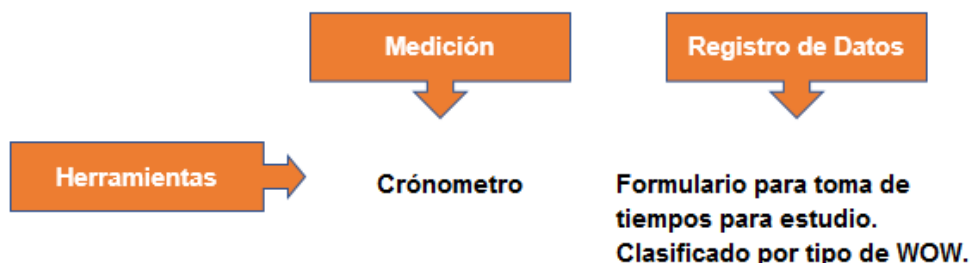 Medición
Registro de Datos
Herramientas
Crónometro
Formulario para toma de
tiempos para estudio.
Clasificado por tipo de WOW.